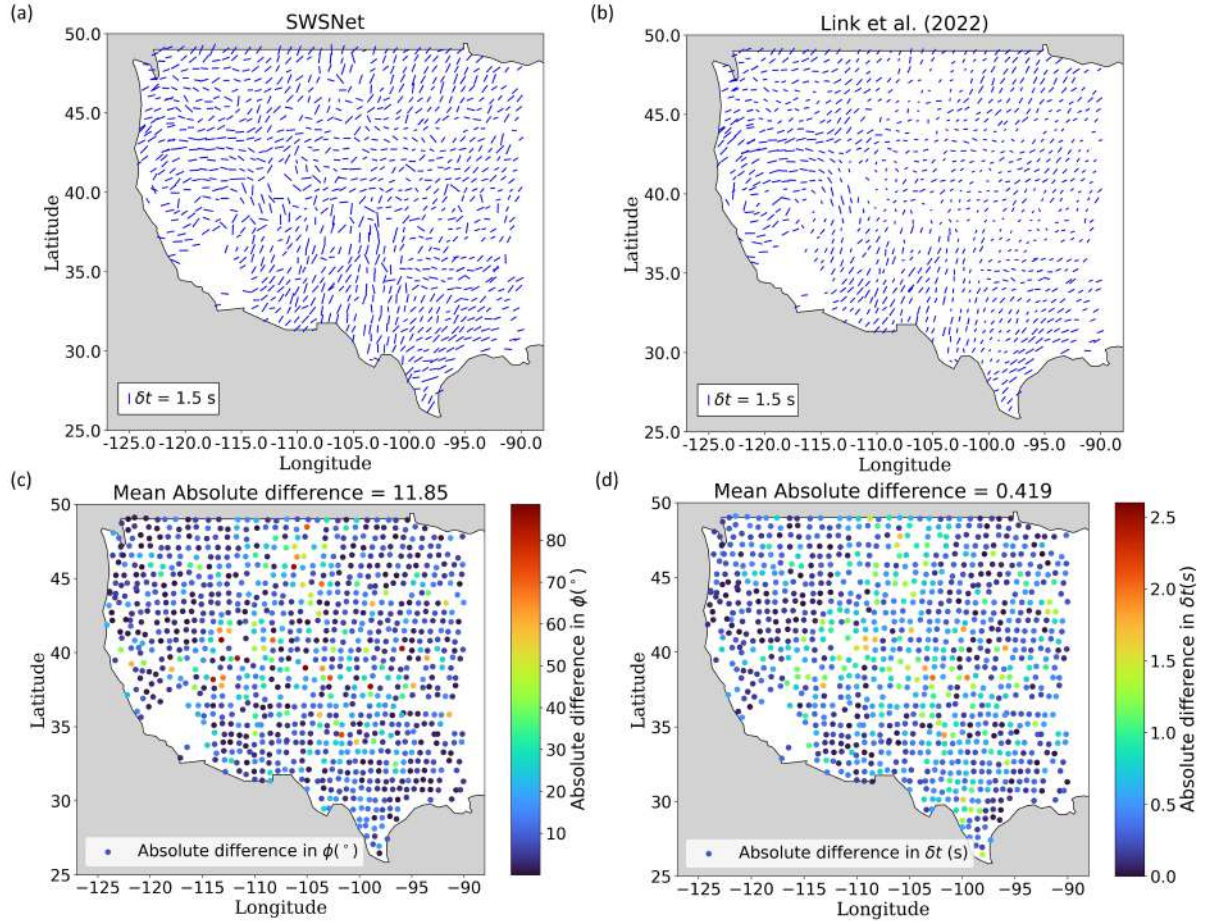 (a)
SWSNet
50.0
45.0
40.0
35.0
30.0
25.0
Latitude
-125.0 -120.0 -115.0 -110.0 -105.0 -100.0 -95.0 -90.0
Longitude
δt = 1.5 s
(b)
Link et al. (2022)
50.0
45.0
40.0
35.0
30.0
25.0
Latitude
-125.0 -120.0 -115.0 -110.0 -105.0 -100.0 -95.0 -90.0
Longitude
δt = 1.5 s
(c)
Mean Absolute difference = 11.85
50
45
40
35
30
25
Latitude
−125 −120 −115 −110 −105 −100 −95 −90
Longitude
Absolute difference in ϕ(°)
80
70
60
50
40
30
20
10
Absolute difference in ϕ(°)
(d)
Mean Absolute difference = 0.419
50
45
40
35
30
25
Latitude
−125 −120 −115 −110 −105 −100 −95 −90
Longitude
Absolute difference in δt (s)
2.5
2.0
1.5
1.0
0.5
0.0
Absolute difference in δt(s)